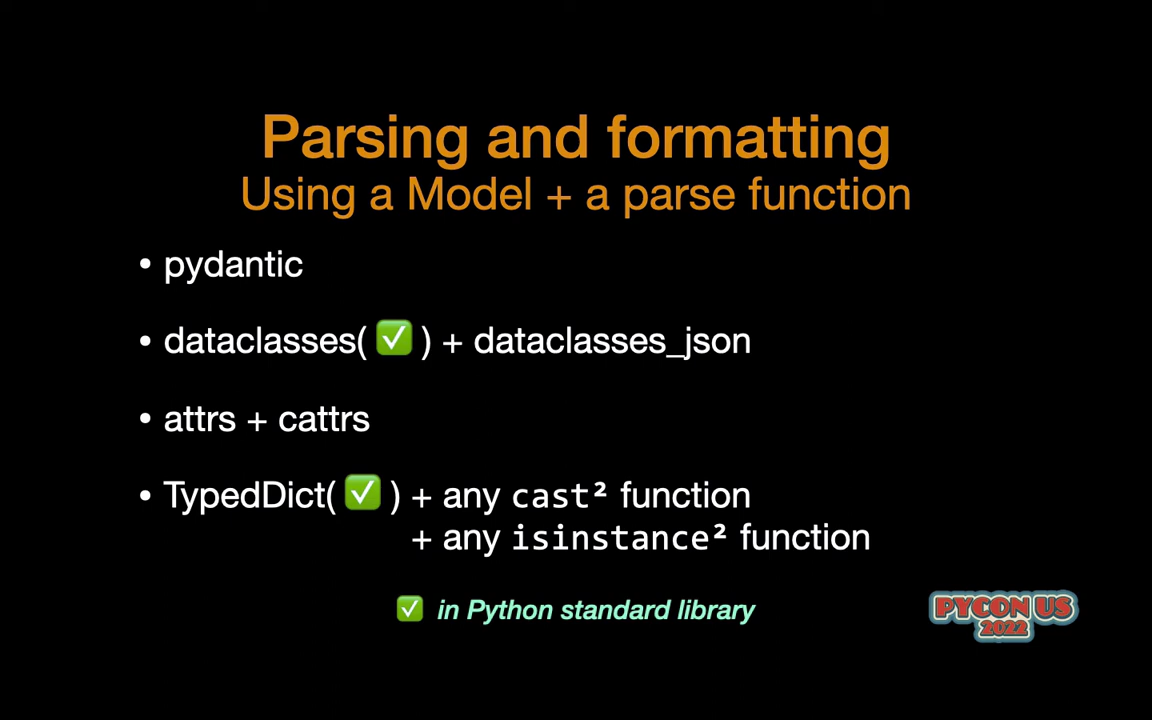 Parsing and formatting
Using a Model + a parse function
• pydantic
• dataclasses( ✅ ) + dataclasses_json
• attrs + cattrs
• TypedDict( ✅ ) + any cast² function
+ any isinstance² function
✅ in Python standard library
PYCON US
2022